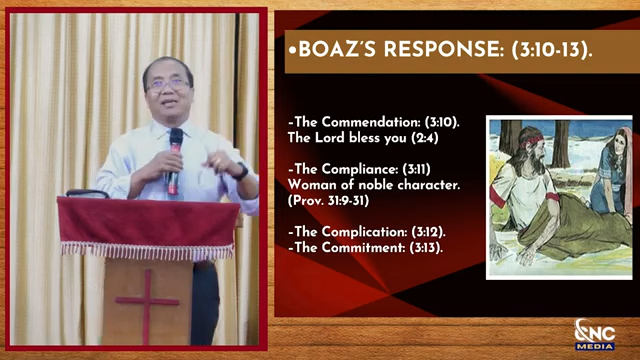 •BOAZ'S RESPONSE: (3:10-13).
-The Commendation: (3:10).
The Lord bless you (2:4)
-The Compliance: (3:11)
Woman of noble character.
(Prov. 31:9-31)
-The Complication: (3:12).
-The Commitment: (3:13).
NC
MEDIA